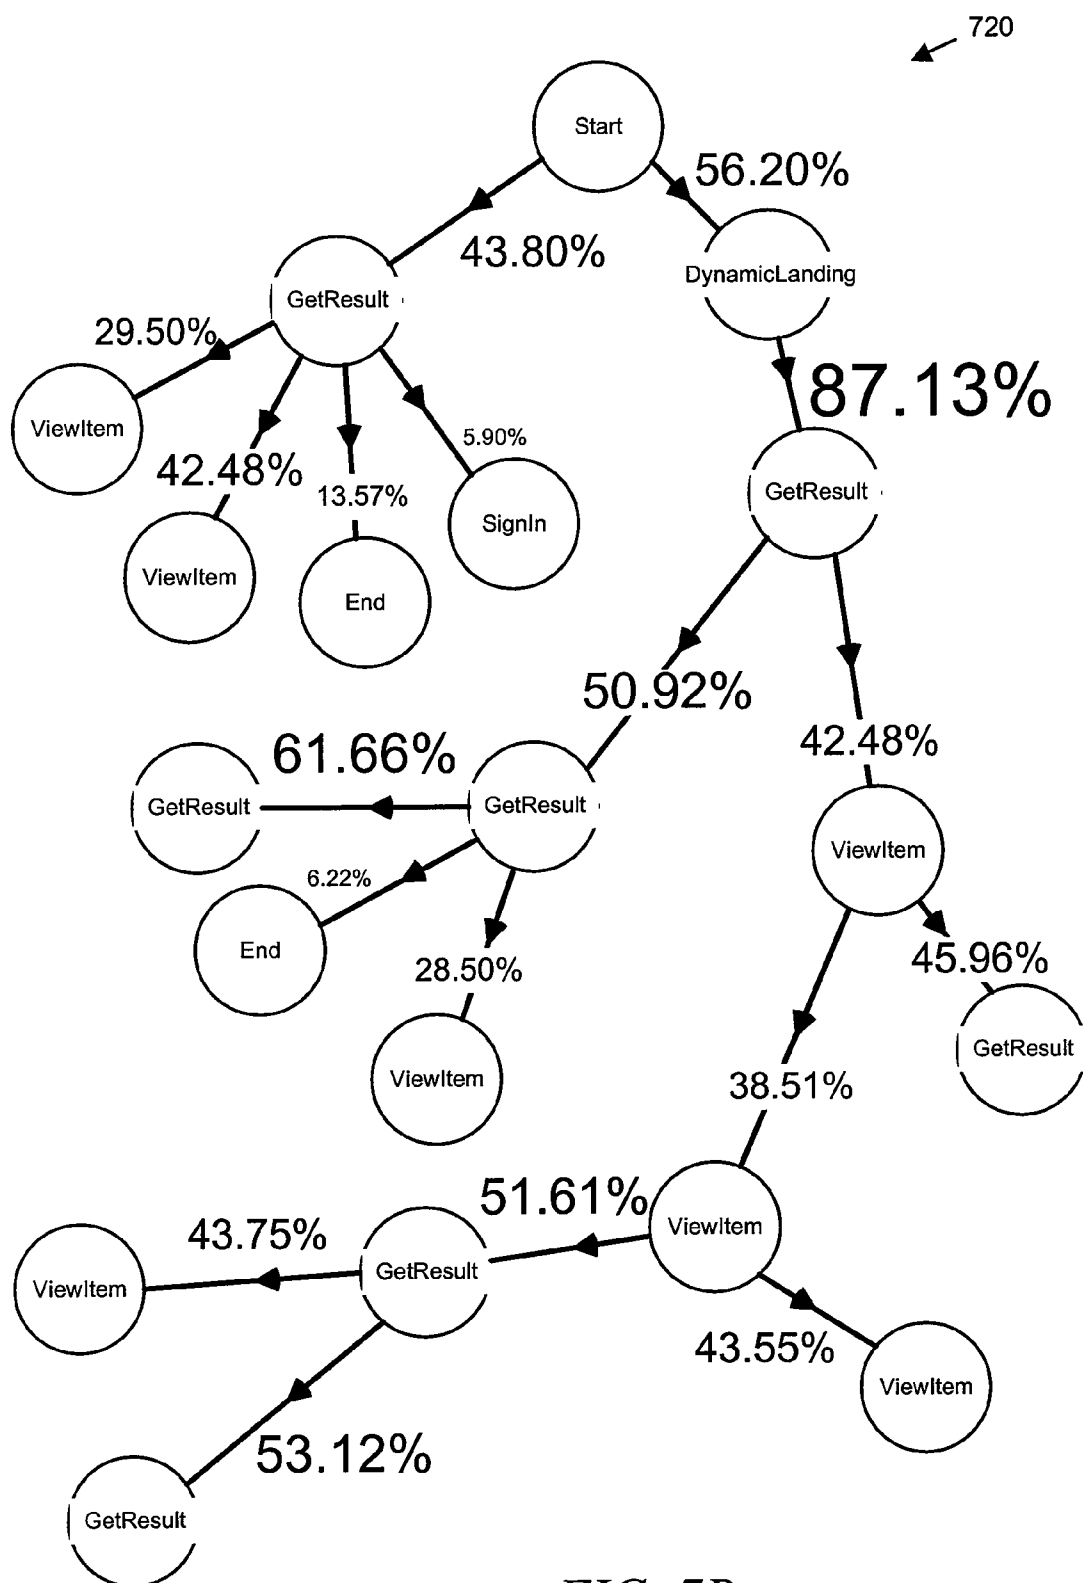 720
Start
56.20%
43.80%
DynamicLanding
GetResult
29.50%
87.13%
ViewItem
5.90%
42.48%
13.57%
GetResult
SignIn
ViewItem
End
50.92%
42.48%
61.66%
GetResult
GetResult
ViewItem
6.22%
End
28.50%
45.96%
GetResult
ViewItem
38.51%
51.61%
43.75%
ViewItem
GetResult
ViewItem
43.55%
ViewItem
53.12%
GetResult